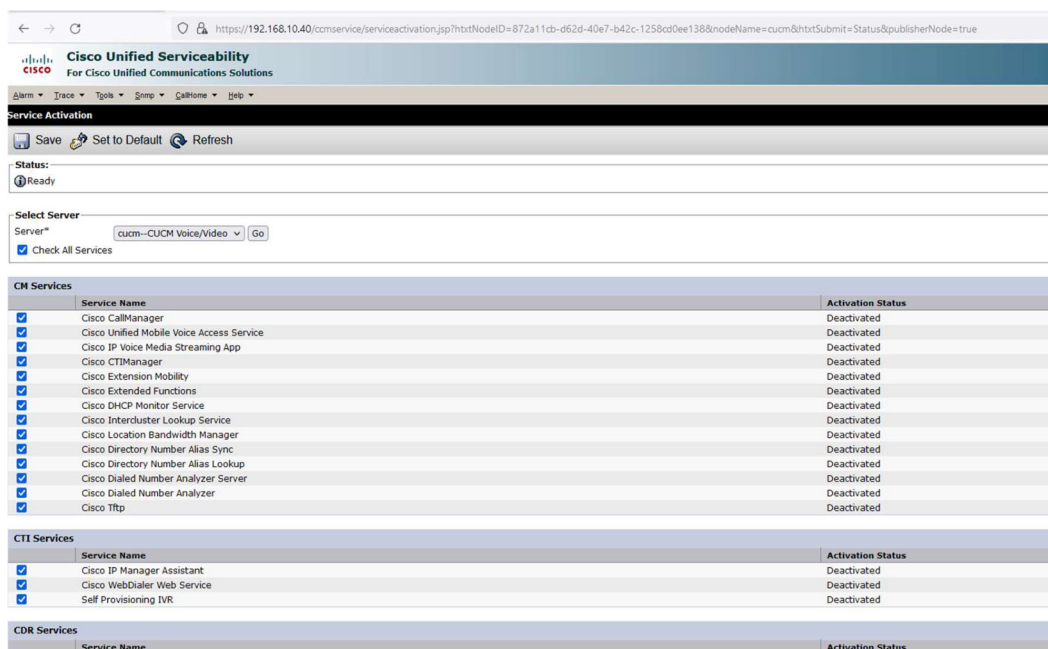 https://192.168.10.40/ccmservice/serviceactivation.jsp?htxtNodeID=872a11cb-d62d-40e7-b42c-1258cd0ee138&nodeName=cucm&htxtSubmit=Status&publisherNode=true
CISCO
Cisco Unified Serviceability
For Cisco Unified Communications Solutions
Alarm Trace Tools Snmp CallHome Help
Service Activation
Save Set to Default Refresh
Status:
Ready
Select Server
Server* cucm--CUCM Voice/Video Go
Check All Services
CM Services
Service Name Activation Status
Cisco CallManager Deactivated
Cisco Unified Mobile Voice Access Service Deactivated
Cisco IP Voice Media Streaming App Deactivated
Cisco CTIManager Deactivated
Cisco Extension Mobility Deactivated
Cisco Extended Functions Deactivated
Cisco DHCP Monitor Service Deactivated
Cisco Intercluster Lookup Service Deactivated
Cisco Location Bandwidth Manager Deactivated
Cisco Directory Number Alias Sync Deactivated
Cisco Directory Number Alias Lookup Deactivated
Cisco Dialed Number Analyzer Server Deactivated
Cisco Dialed Number Analyzer Deactivated
Cisco Tftp Deactivated
CTI Services
Service Name Activation Status
Cisco IP Manager Assistant Deactivated
Cisco WebDialer Web Service Deactivated
Self Provisioning IVR Deactivated
CDR Services
Service Name Activation Status